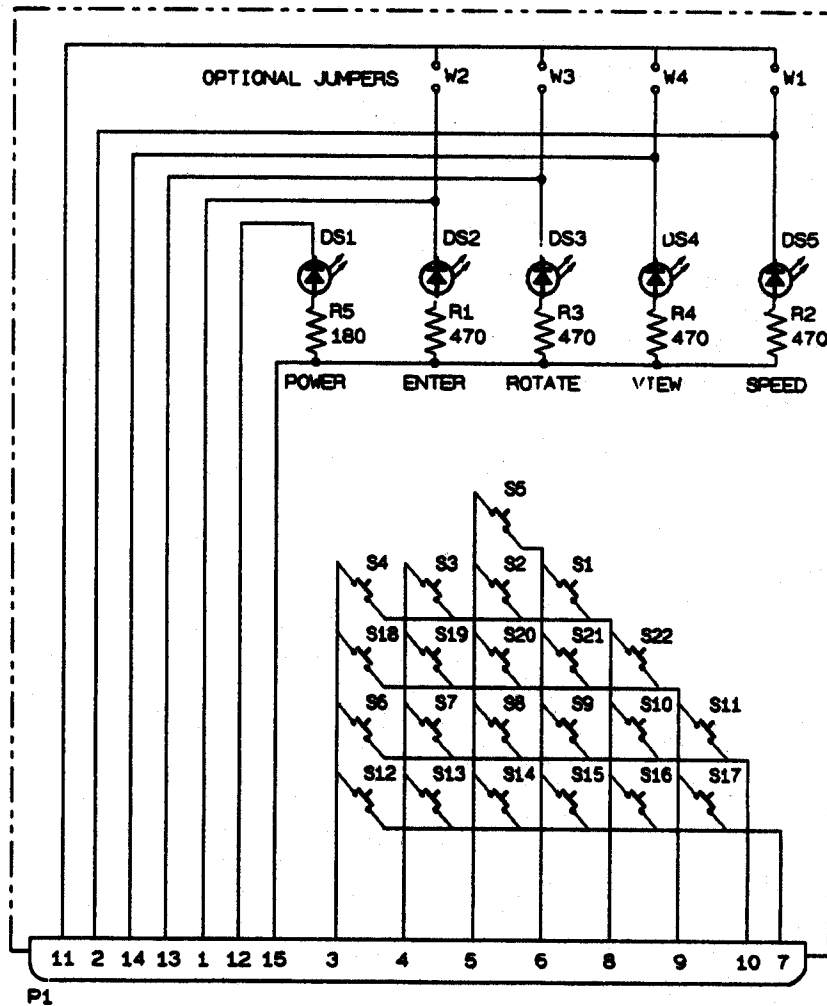 OPTIONAL JUMPERS W2 W3 W4 W1
DS1 DS2 DS3 DS4 DS5
R5 R1 R3 R4 R2
180 470 470 470 470
POWER ENTER ROTATE VIEW SPEED
S5
S4 S3 S2 S1
S18 S19 S20 S21 S22
S6 S7 S8 S9 S10 S11
S12 S13 S14 S15 S16 S17
11 2 14 13 1 12 15 3 4 5 6 8 9 10 7
P1